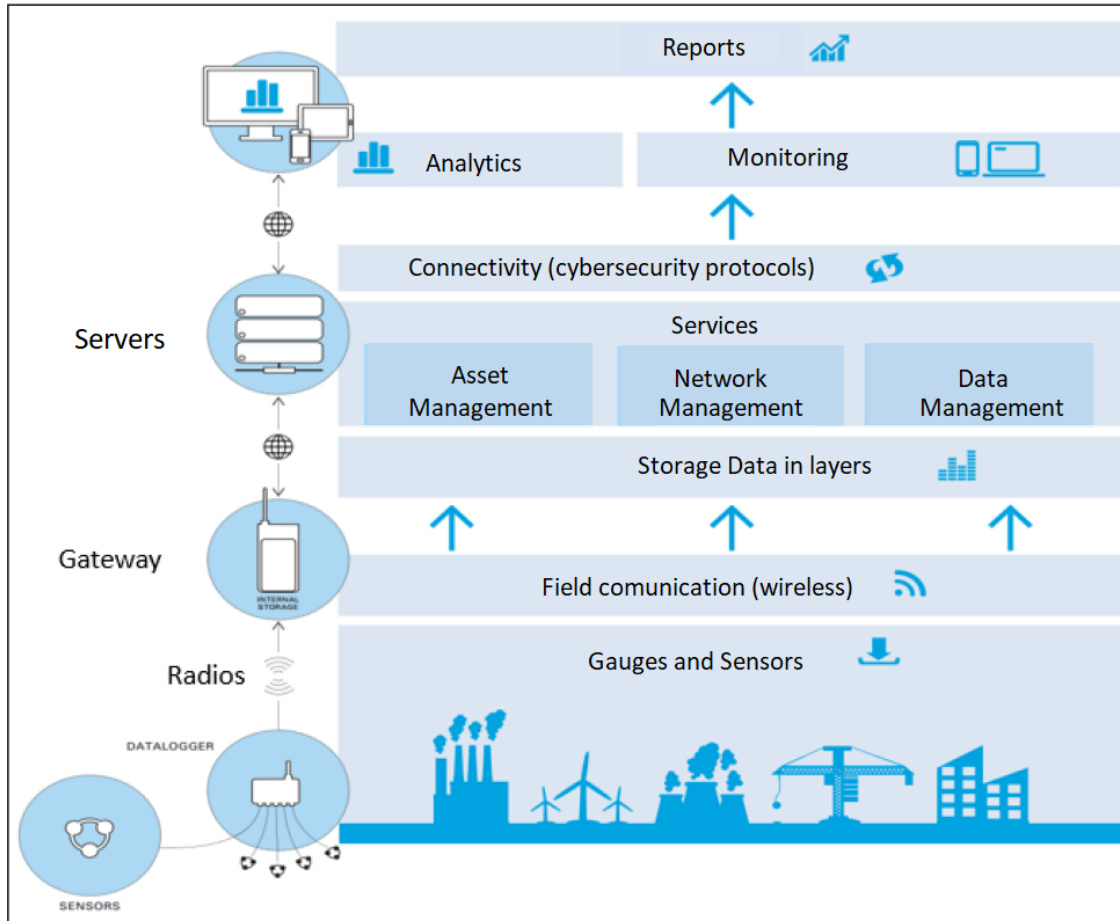 Reports
Analytics
Monitoring
Connectivity (cybersecurity protocols)
Servers
Services
Asset
Management
Network
Management
Data
Management
Storage Data in layers
Gateway
INTERNAL
STORAGE
Field comunication (wireless)
Radios
Gauges and Sensors
DATALOGGER
SENSORS